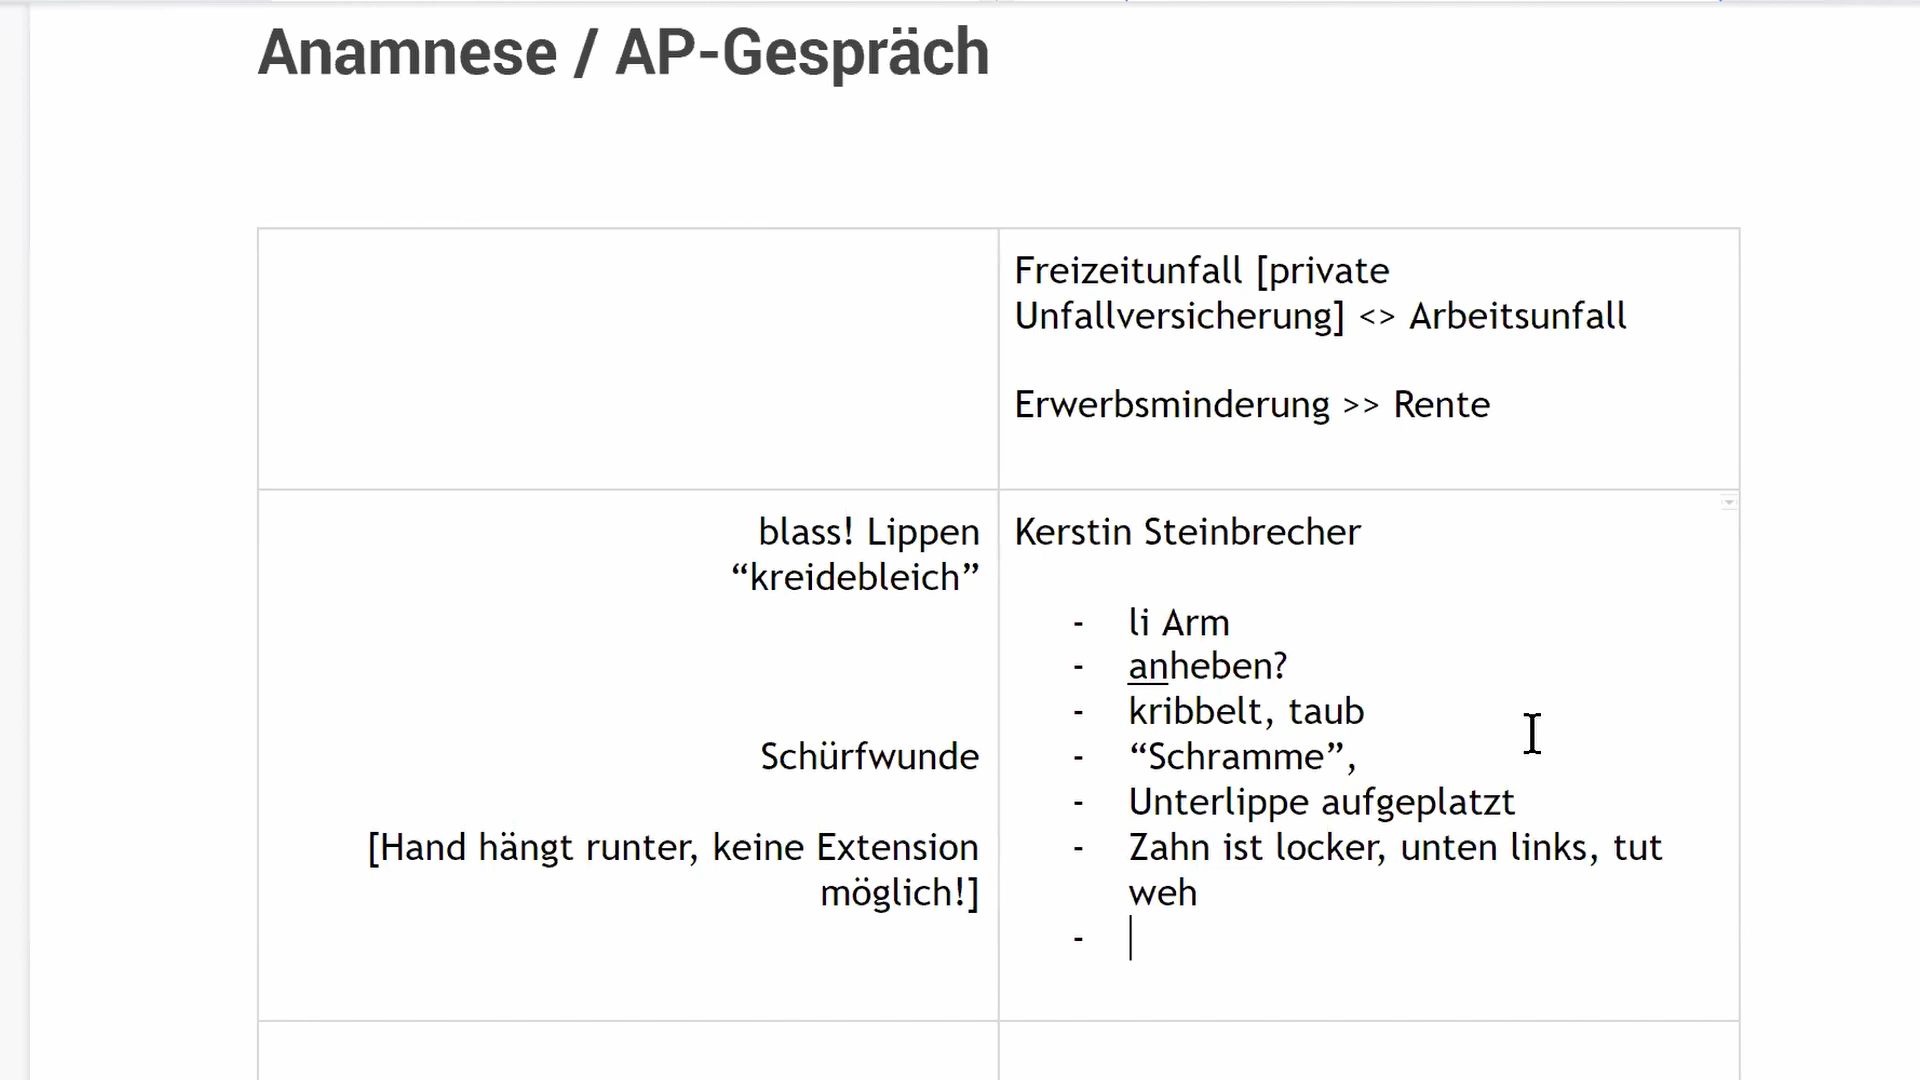 Anamnese / AP-Gespräch
Freizeitunfall [private
Unfallversicherung] <> Arbeitsunfall
Erwerbsminderung >> Rente
blass! Lippen
“kreidebleich”
Schürfwunde
[Hand hängt runter, keine Extension
möglich!]
Kerstin Steinbrecher
- li Arm
- anheben?
- kribbelt, taub
- “Schramme”,
- Unterlippe aufgeplatzt
- Zahn ist locker, unten links, tut
weh
-